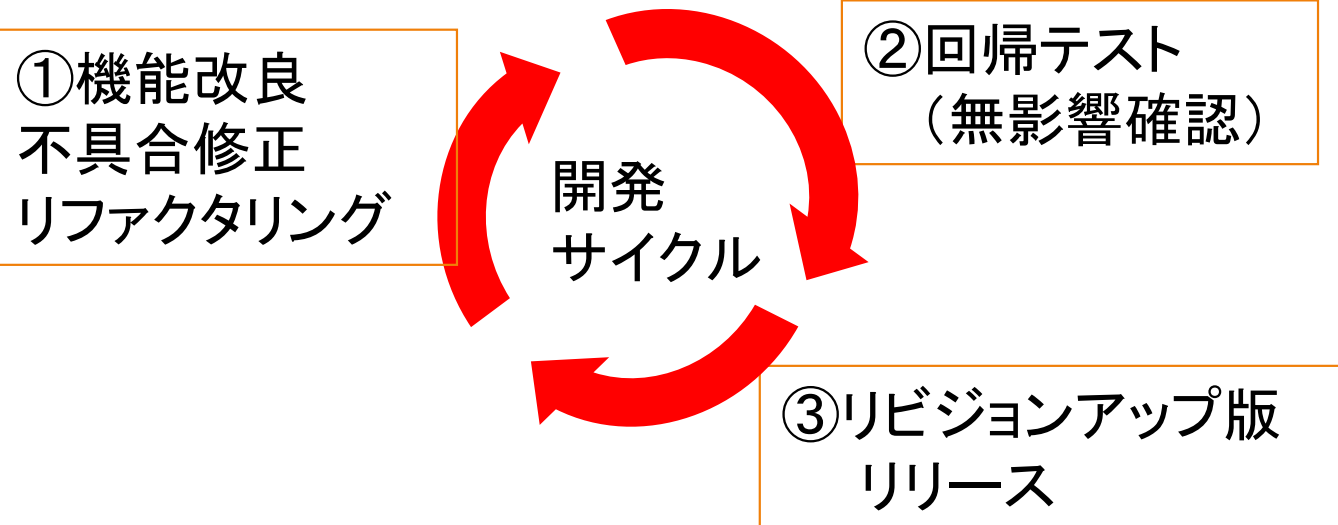 ①機能改良
不具合修正
リファクタリング
②回帰テスト
（無影響確認）
開発
サイクル
③リビジョンアップ版
リリース